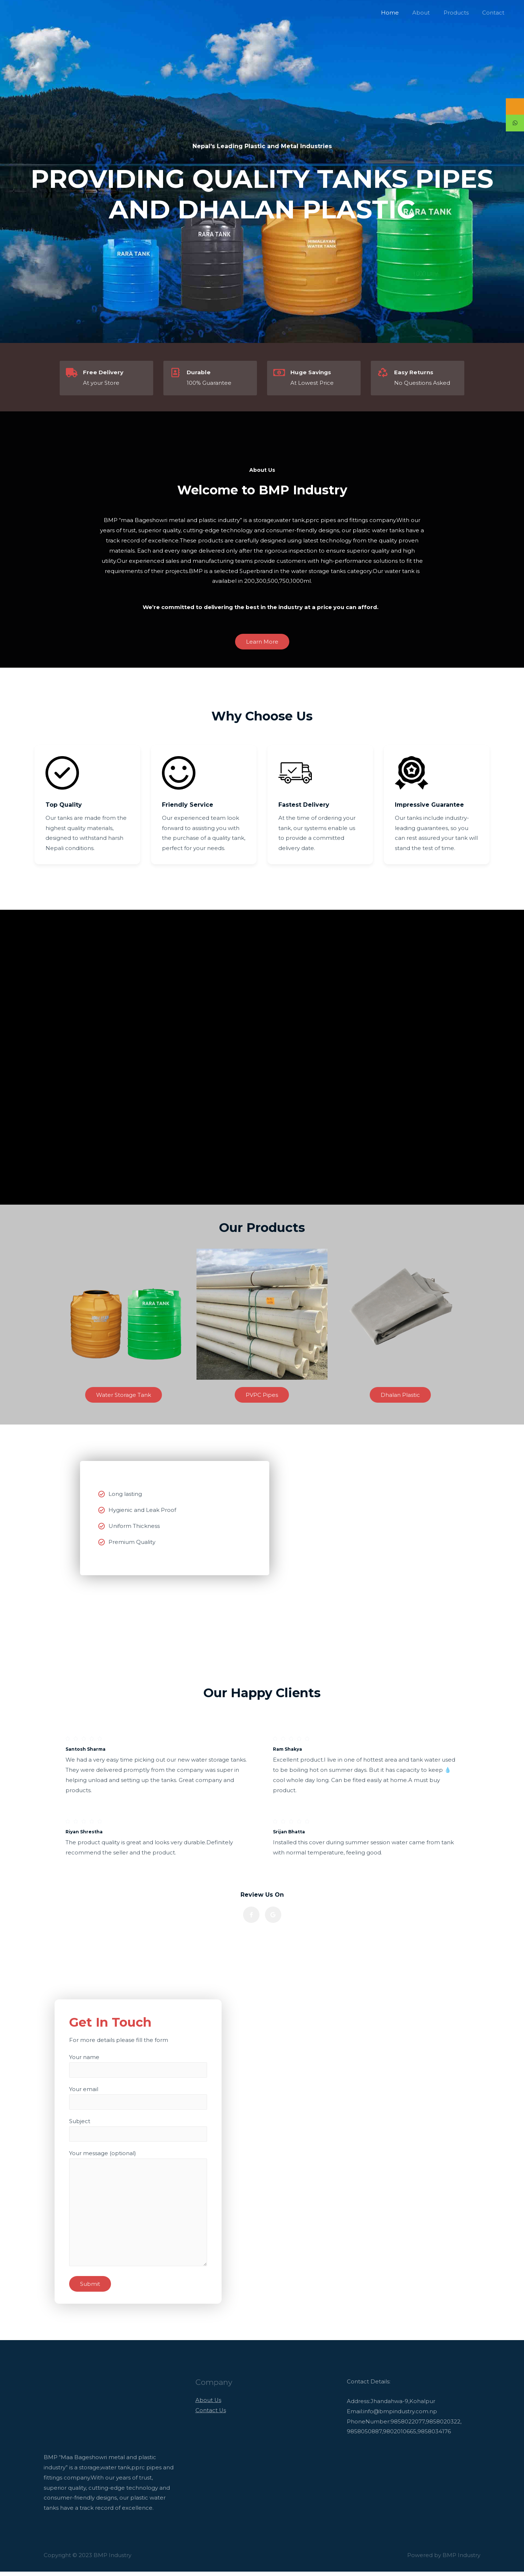 Home About Products Contact
Nepal's Leading Plastic and Metal Industries
PROVIDING QUALITY TANKS PIPES
AND DHALAN PLASTIC
RARA TANK
RARA TANK
HIMALAYAN
WATER TANK
RARA TANK
Free Delivery
At your Store
Durable
100% Guarantee
Huge Savings
At Lowest Price
Easy Returns
No Questions Asked
About Us
Welcome to BMP Industry
BMP "maa Bageshown metal and plastic industry" is a storage,water tank,pprc pipes and fittings company.With our
years of trust, superior quality, cutting-edge technology and consumer-friendly designs, our plastic water tanks have a
track record of excellence.These products are carefully designed using latest technology from the quality proven
materials. Each and every range delivered only after the rigorous inspection to ensure superior quality and high
utility.Our experienced sales and manufacturing teams provide customers with high-performance solutions to fit the
requirements of their projects.BMP is a selected Superbrand in the water storage tanks category.Our water tank is
availabel in 200,300,500,750,1000ml.
We're committed to delivering the best in the industry at a price you can afford.
Learn More
Why Choose Us
Top Quality
Our tanks are made from the
highest quality materials,
designed to withstand harsh
Nepali conditions.
Friendly Service
Our experienced team look
forward to assisting you with
the purchase of a quality tank,
perfect for your needs.
Fastest Delivery
At the time of ordering your
tank, our systems enable us
to provide a committed
delivery date.
Impressive Guarantee
Our tanks include industry-
leading guarantees, so you
can rest assured your tank will
stand the test of time.
Our Products
RARA TANK
Water Storage Tank
PVPC Pipes
Dhalan Plastic
Long lasting
Hygienic and Leak Proof
Uniform Thickness
Premium Quality
Our Happy Clients
Santosh Sharma
We had a very easy time picking out our new water storage tanks.
They were delivered promptly from the company was super in
helping unload and setting up the tanks. Great company and
products.
Ram Shakya
Excellent product.I live in one of hottest area and tank water used
to be boiling hot on summer days. But it has capacity to keep 💧
cool whole day long. Can be fited easily at home.A must buy
product.
Riyan Shrestha
The product quality is great and looks very durable.Definitely
recommend the seller and the product.
Srijan Bhatta
Installed this cover during summer session water came from tank
with normal temperature, feeling good.
Review Us On
Get In Touch
For more details please fill the form
Your name
Your email
Subject
Your message (optional)
Submit
BMP "Maa Bageshown metal and plastic
industry" is a storage,water tank,pprc pipes and
fittings company.With our years of trust,
superior quality, cutting-edge technology and
consumer-friendly designs, our plastic water
tanks have a track record of excellence.
Company
About Us
Contact Us
Contact Details
Address:Jhandahwa-9,Kohalpur
Email:info@bmpindustry.com.np
PhoneNumber:9858022077,9858020322,
9858050887,9802010665,9858034176.
Copyright © 2023 BMP Industry
Powered by BMP Industry